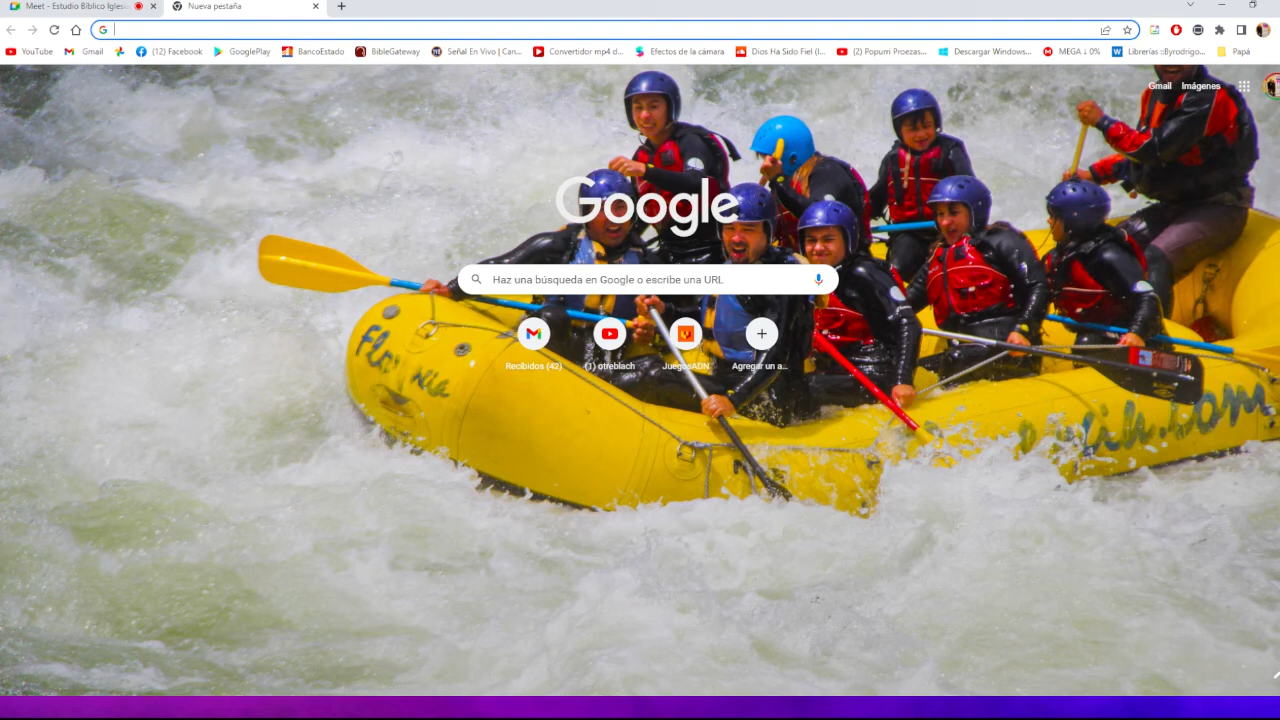 Meet - Estudio Bíblico Iglesi
Nueva pestaña
YouTube
Gmail
(12) Facebook
GooglePlay
BancoEstado
BibleGateway
Señal En Vivo | Can...
Convertidor mp4 d...
Efectos de la cámara
Dios Ha Sido Fiel (I...
(2) Popurrí Proezas...
Descargar Windows...
MEGA ↓ 0%
Librerías ::Byrodrigo...
Papá
Gmail Imágenes
Google
Haz una búsqueda en Google o escribe una URL
Recibidos (42)
(1) otreblach
JuegosADN
Agregar un a...